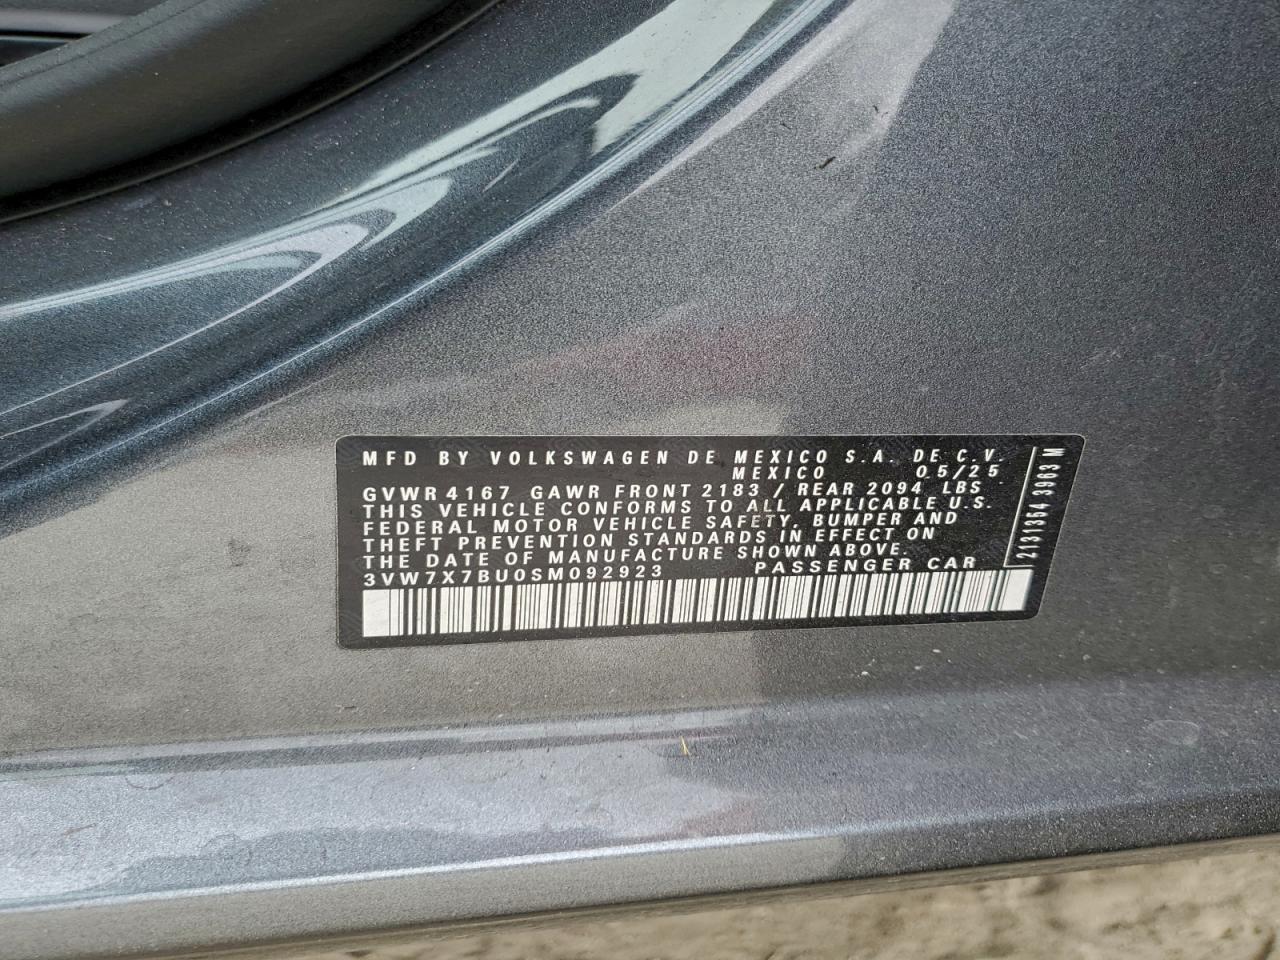 MFD BY VOLKSWAGEN DE MEXICO S.A. DE C.V.
MEXICO 05/25
GVWR 4167 GAWR FRONT 2183 / REAR 2094 LBS
THIS VEHICLE CONFORMS TO ALL APPLICABLE U.S.
FEDERAL MOTOR VEHICLE SAFETY, BUMPER AND
THEFT PREVENTION STANDARDS IN EFFECT ON
THE DATE OF MANUFACTURE SHOWN ABOVE.
3VW7X7BU0SM092923 PASSENGER CAR
2131394 3963 M